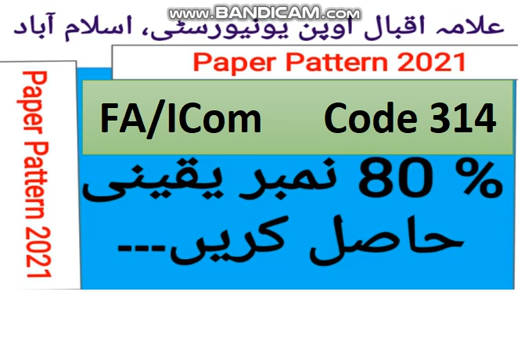 www.BANDICAM.com
علامہ اقبال اوپن یونیورسٹی، اسلام آباد
Paper Pattern 2021
Paper Pattern 2021
FA/ICom Code 314
80 % نمبر یقینی
حاصل کریں---